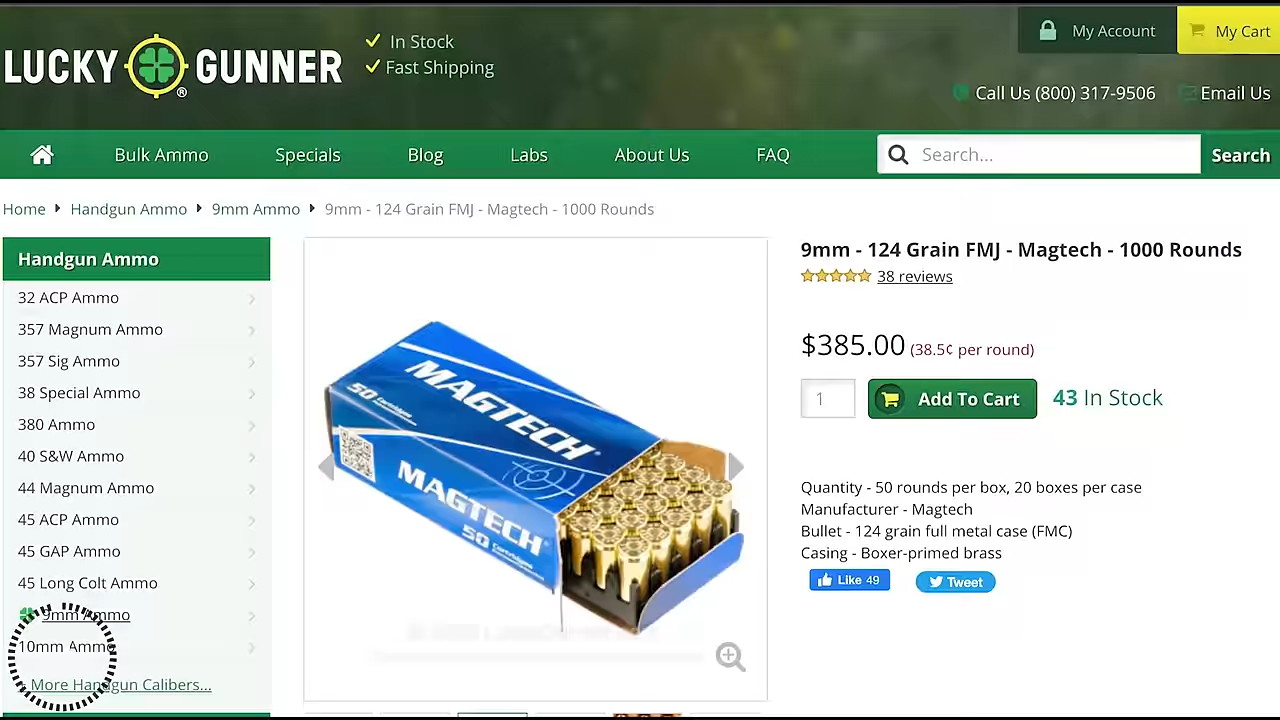 LUCKY GUNNER
®
In Stock
Fast Shipping
My Account
My Cart
Call Us (800) 317-9506
Email Us
Bulk Ammo
Specials
Blog
Labs
About Us
FAQ
Search...
Search
Home
Handgun Ammo
9mm Ammo
9mm - 124 Grain FMJ - Magtech - 1000 Rounds
Handgun Ammo
32 ACP Ammo
357 Magnum Ammo
357 Sig Ammo
38 Special Ammo
380 Ammo
40 S&W Ammo
44 Magnum Ammo
45 ACP Ammo
45 GAP Ammo
45 Long Colt Ammo
9mm Ammo
10mm Ammo
More Handgun Calibers...
MAGTECH
50 Cartridges
MAGTECH
50 Cartridges
9mm - 124 Grain FMJ - Magtech - 1000 Rounds
38 reviews
$385.00 (38.5¢ per round)
1
Add To Cart
43 In Stock
Quantity - 50 rounds per box, 20 boxes per case
Manufacturer - Magtech
Bullet - 124 grain full metal case (FMC)
Casing - Boxer-primed brass
Like 49
Tweet